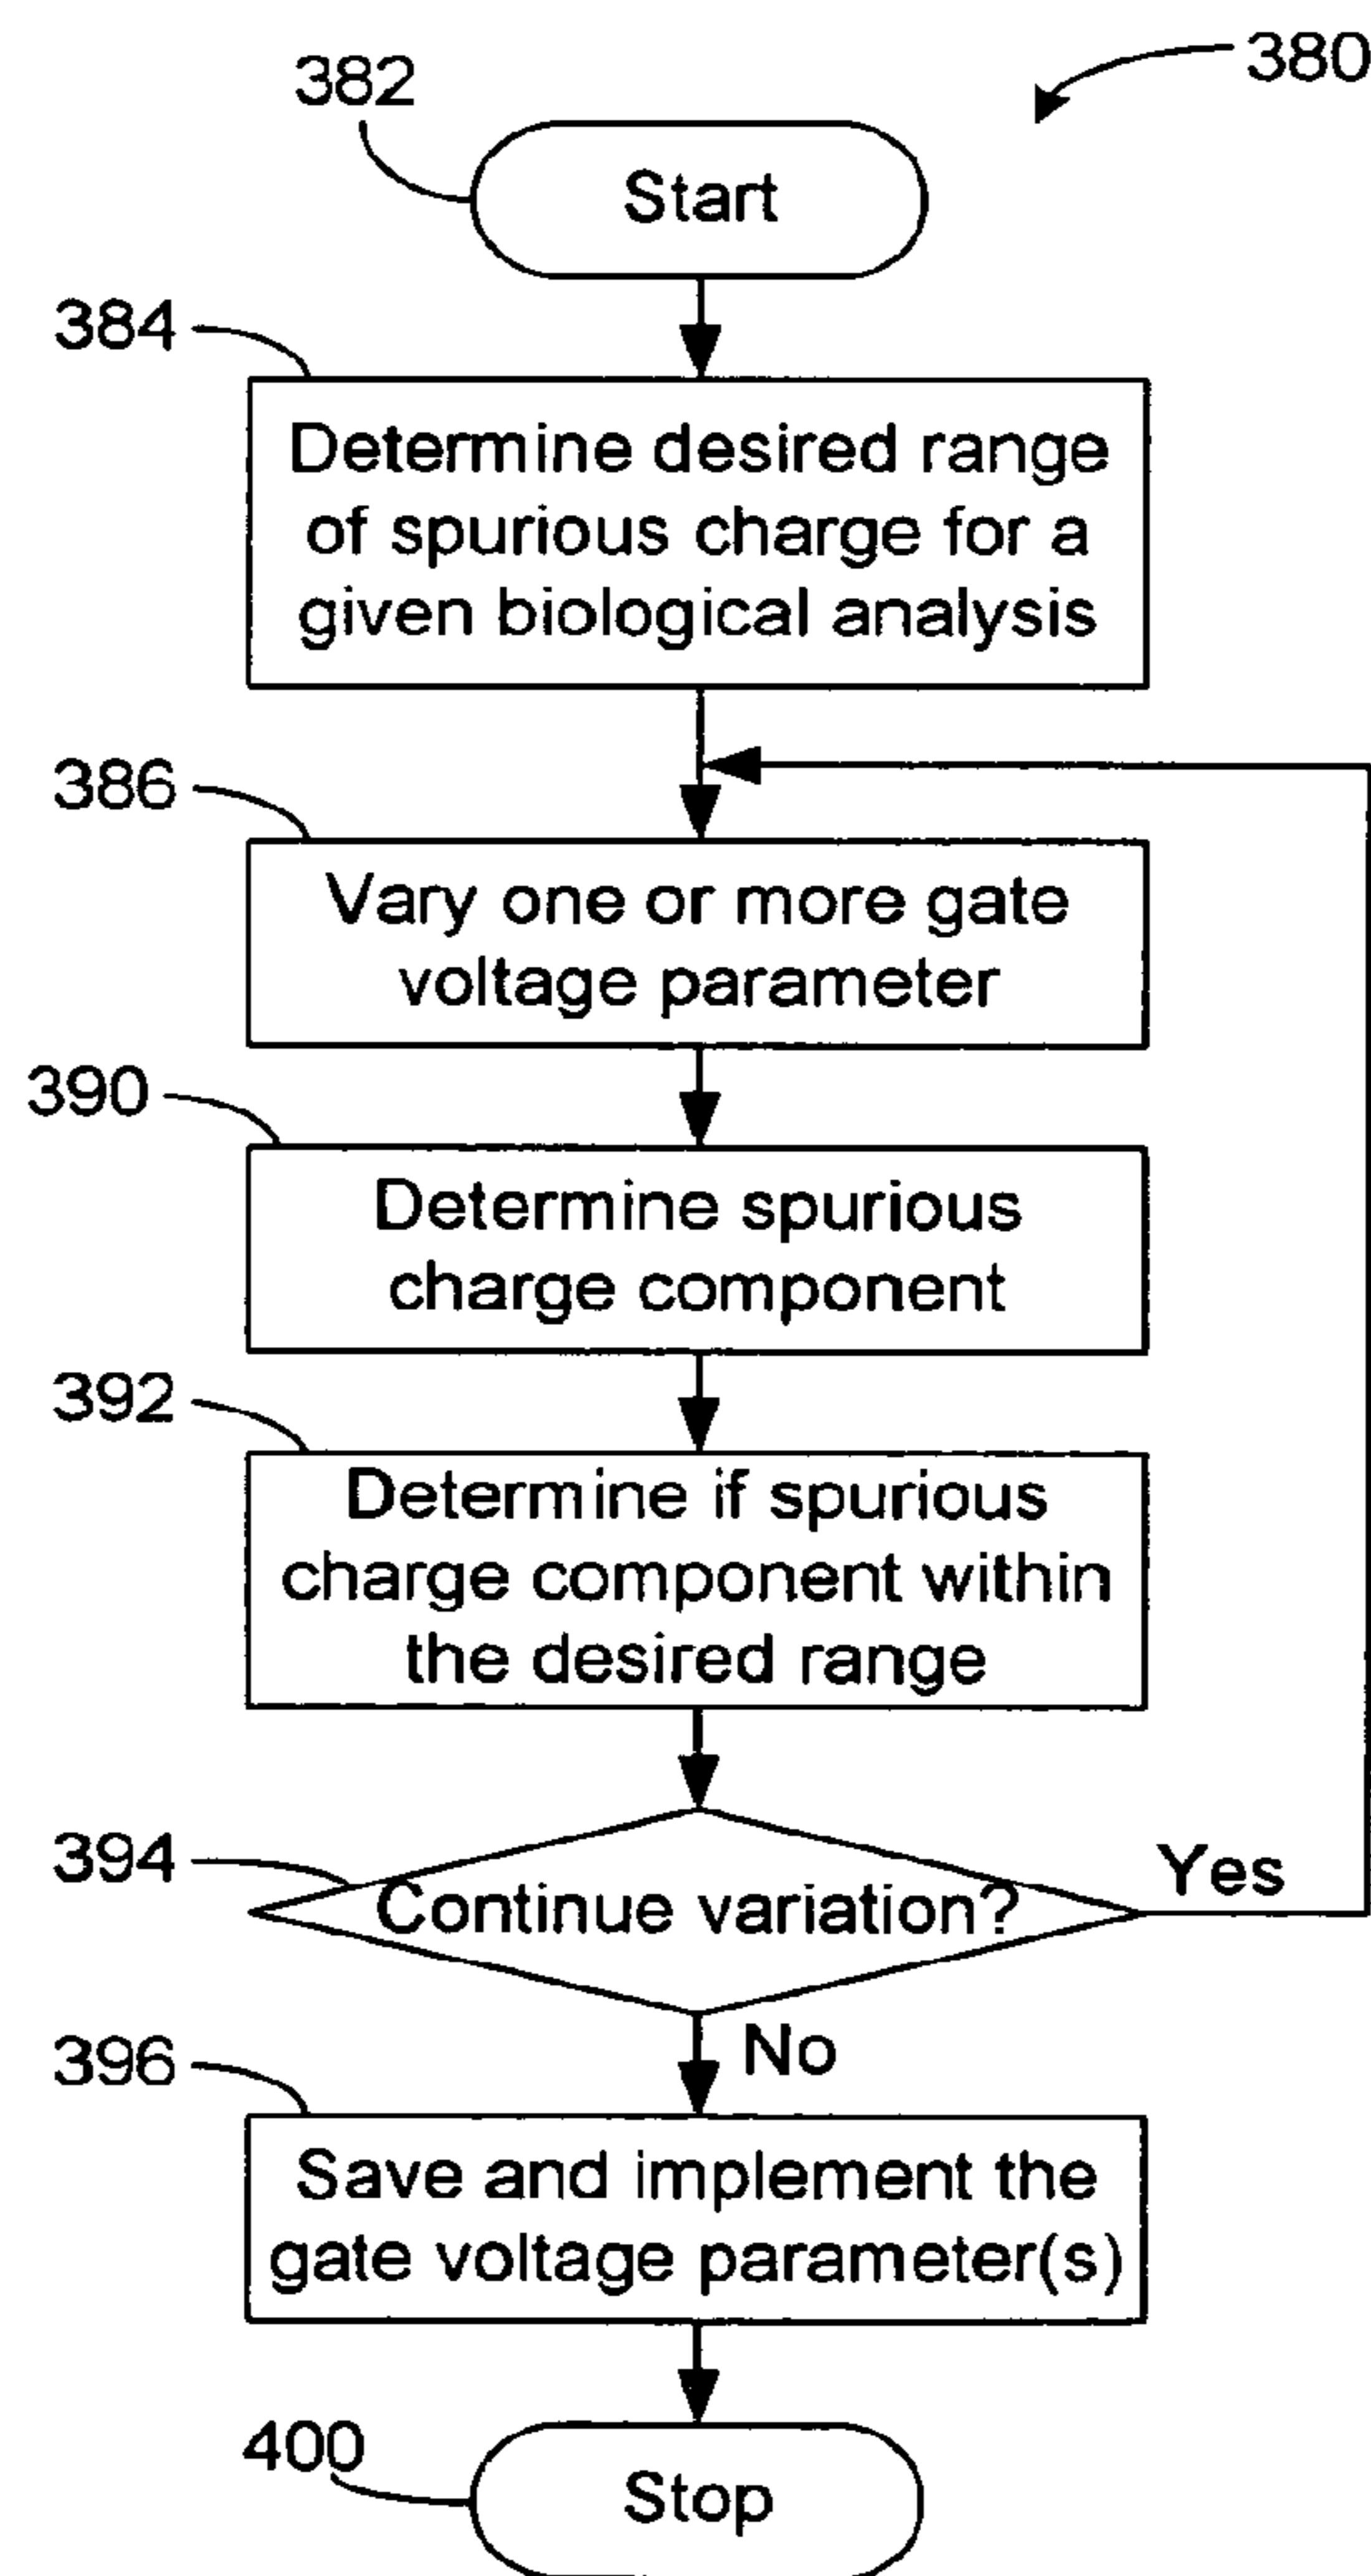 380
382
Start
384
Determine desired range
of spurious charge for a
given biological analysis
386
Vary one or more gate
voltage parameter
390
Determine spurious
charge component
392
Determine if spurious
charge component within
the desired range
394
Continue variation?
Yes
No
396
Save and implement the
gate voltage parameter(s)
400
Stop